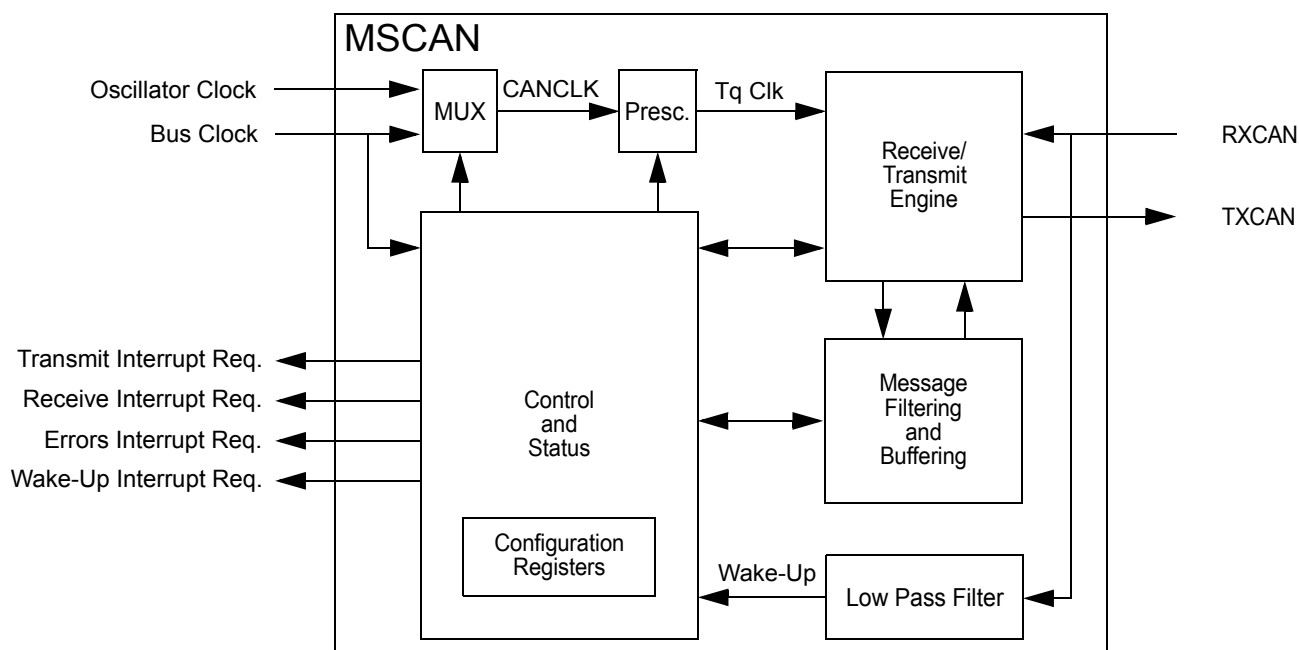 MSCAN
Oscillator Clock
Bus Clock
MUX
CANCLK
Presc.
Tq Clk
Receive/
Transmit
Engine
RXCAN
TXCAN
Transmit Interrupt Req.
Receive Interrupt Req.
Errors Interrupt Req.
Wake-Up Interrupt Req.
Control
and
Status
Message
Filtering
and
Buffering
Configuration
Registers
Wake-Up
Low Pass Filter